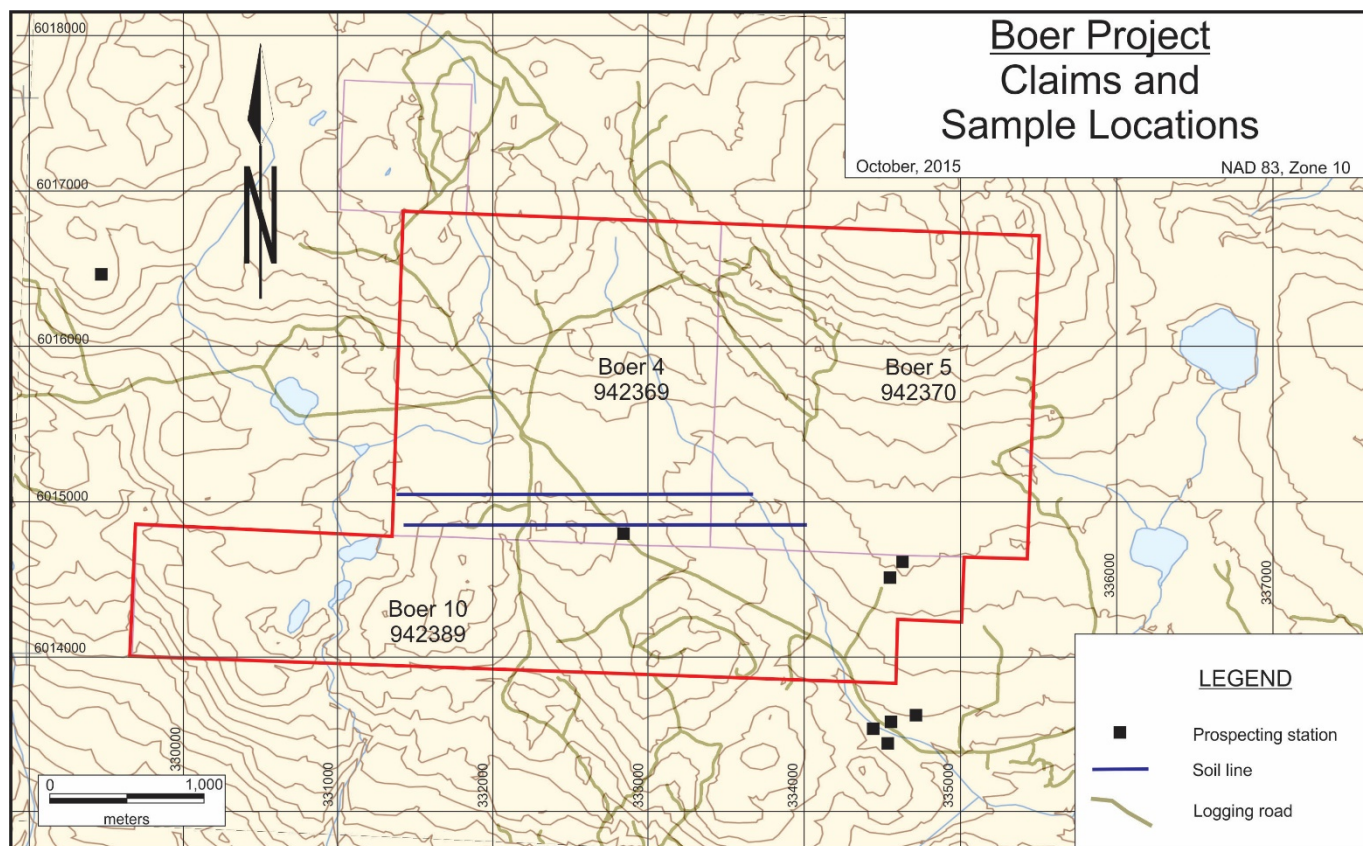 Boer Project
Claims and
Sample Locations
October, 2015
NAD 83, Zone 10
6018000
6017000
N
6016000
Boer 4
942369
Boer 5
942370
6015000
336000
337000
Boer 10
942389
6014000
330000
331000
332000
333000
334000
335000
LEGEND
Prospecting station
Soil line
Logging road
0 1,000
meters